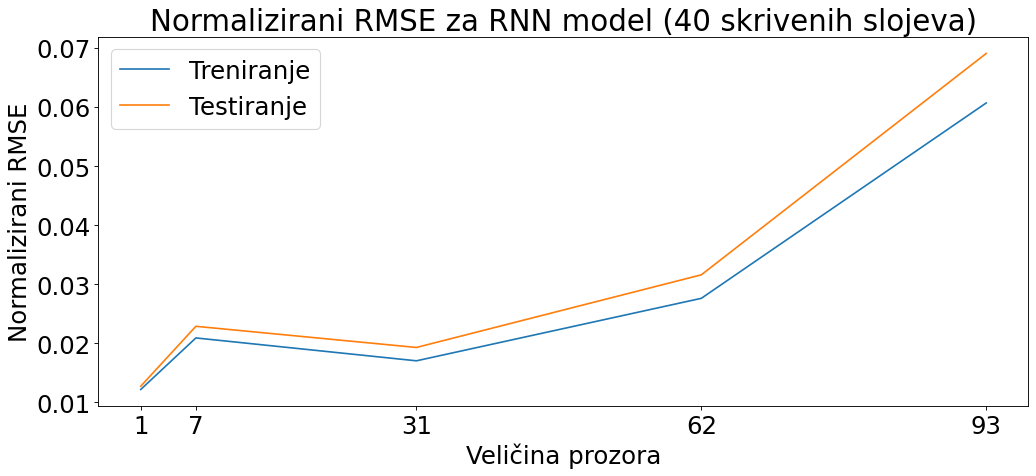 Normalizirani RMSE za RNN model (40 skrivenih slojeva)
Treniranje
Testiranje
Normalizirani RMSE
0.07
0.06
0.05
0.04
0.03
0.02
0.01
1 7 31 62 93
Veličina prozora